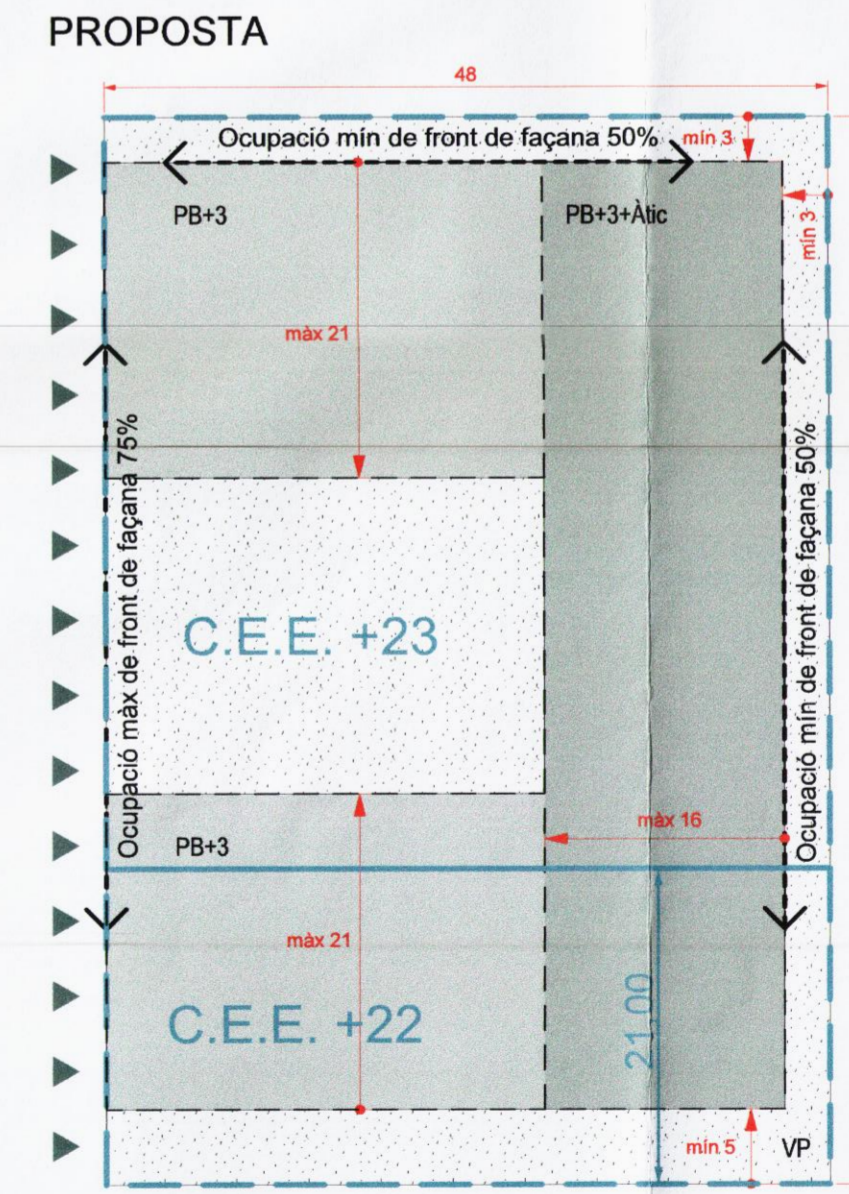 PROPOSTA
48
Ocupació mín de front de façana 50%
mín 3
PB+3
PB+3+Àtic
mín 3
màx 21
Ocupació màx de front de façana 75%
Ocupació mín de front de façana 50%
C.E.E. +23
màx 16
PB+3
màx 21
21.00
C.E.E. +22
mín 5
VP